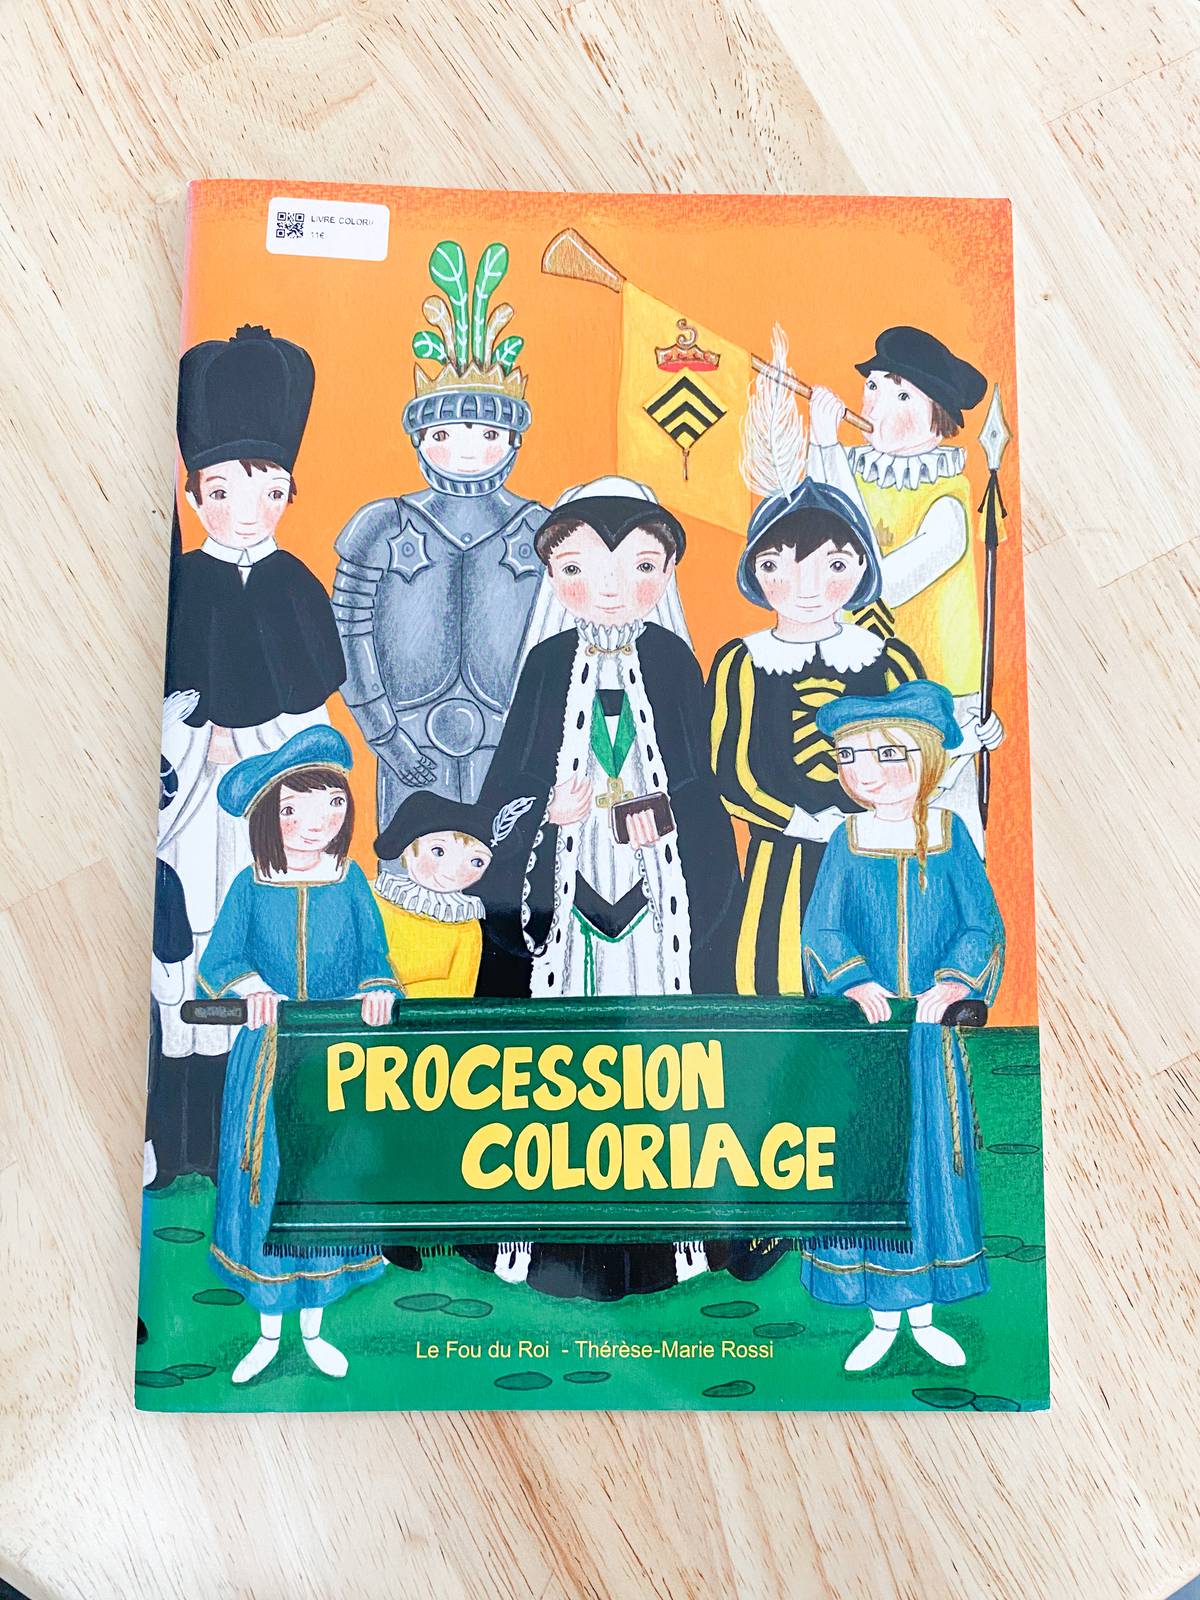 LIVRE COLORI
11€
PROCESSION
COLORIAGE
Le Fou du Roi - Thérèse-Marie Rossi